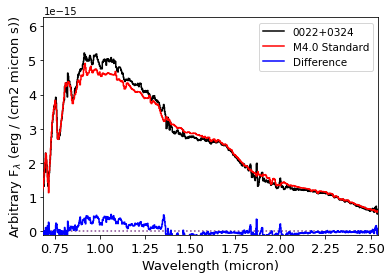 1e−15
0022+0324
M4.0 Standard
Difference
6
5
4
3
2
1
0
Arbitrary Fλ (erg / (cm2 micron s))
0.75 1.00 1.25 1.50 1.75 2.00 2.25 2.50
Wavelength (micron)